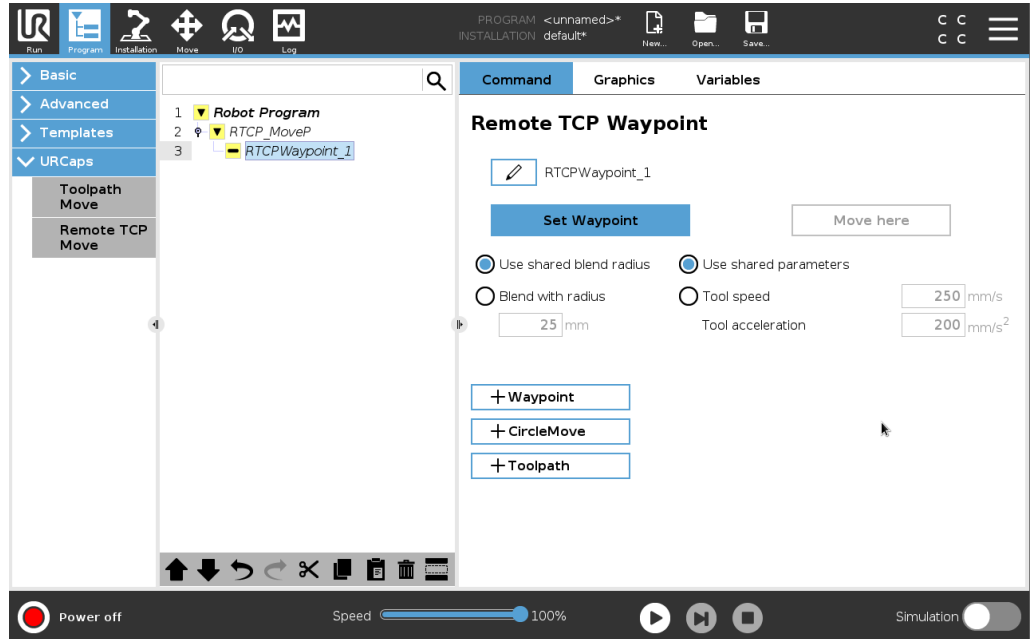 UR
PROGRAM <unnamed>*
INSTALLATION default*
C C
C C
Run
Program
Installation
Move
I/O
Log
New...
Open...
Save...
Basic
Advanced
Templates
URCaps
Toolpath
Move
Remote TCP
Move
1 Robot Program
2 RTCP_MoveP
3 RTCPWaypoint_1
Command Graphics Variables
Remote TCP Waypoint
RTCPWaypoint_1
Set Waypoint Move here
Use shared blend radius Use shared parameters
Blend with radius Tool speed 250 mm/s
25 mm Tool acceleration 200 mm/s²
+ Waypoint
+ CircleMove
+ Toolpath
Power off Speed 100% Simulation